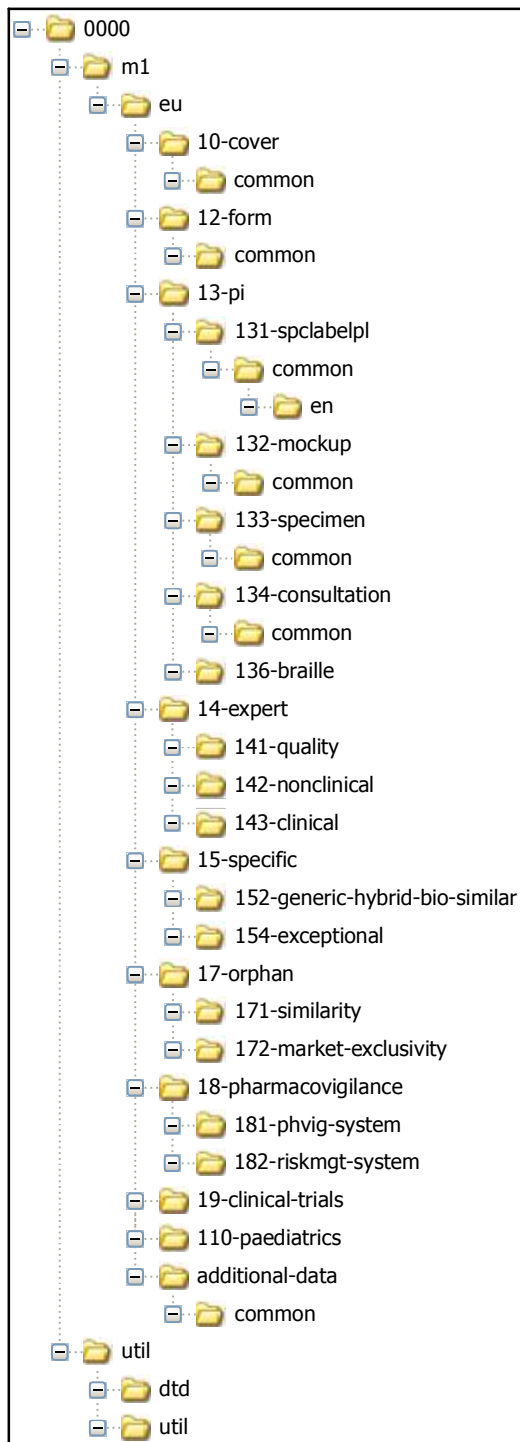 0000
m1
eu
10-cover
common
12-form
common
13-pi
131-spclabelpl
common
en
132-mockup
common
133-specimen
common
134-consultation
common
136-braille
14-expert
141-quality
142-nonclinical
143-clinical
15-specific
152-generic-hybrid-bio-similar
154-exceptional
17-orphan
171-similarity
172-market-exclusivity
18-pharmacovigilance
181-phvig-system
182-riskmgt-system
19-clinical-trials
110-paediatrics
additional-data
common
util
dtd
util